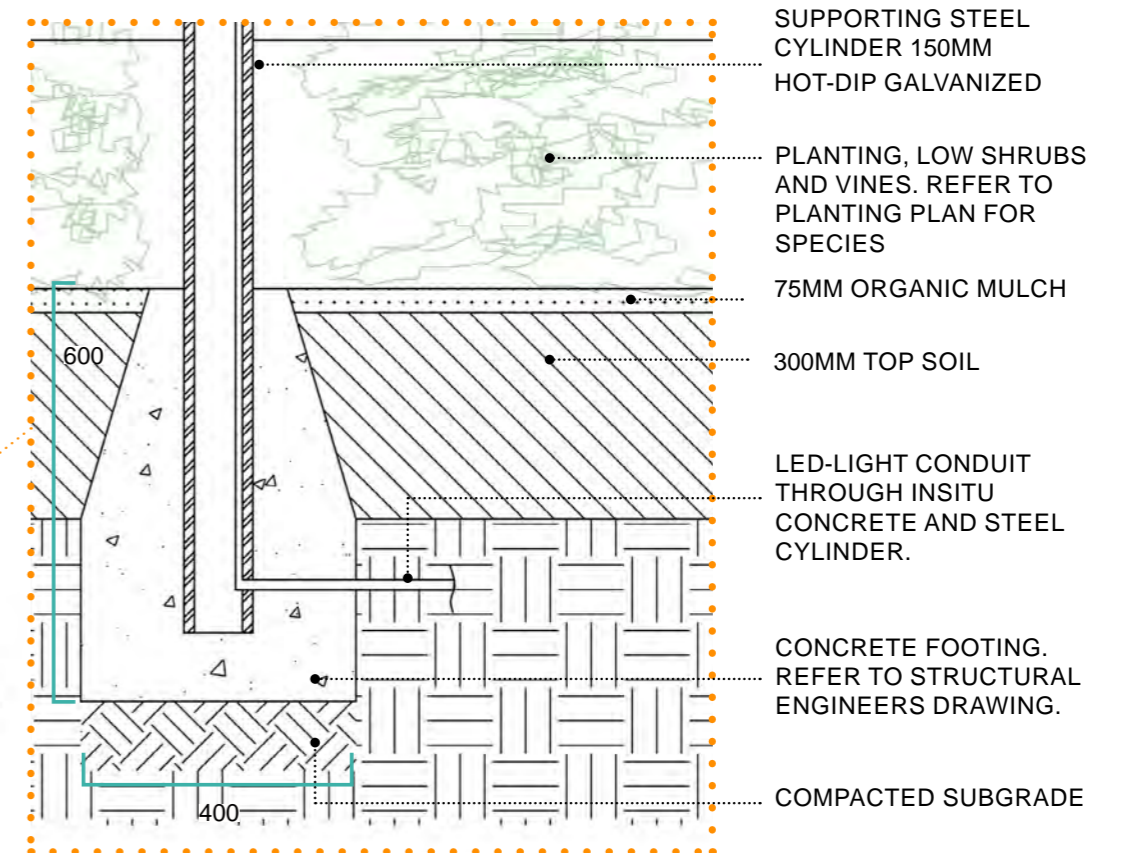 SUPPORTING STEEL
CYLINDER 150MM
HOT-DIP GALVANIZED
PLANTING, LOW SHRUBS
AND VINES. REFER TO
PLANTING PLAN FOR
SPECIES
75MM ORGANIC MULCH
600
300MM TOP SOIL
LED-LIGHT CONDUIT
THROUGH INSITU
CONCRETE AND STEEL
CYLINDER.
CONCRETE FOOTING.
REFER TO STRUCTURAL
ENGINEERS DRAWING.
COMPACTED SUBGRADE
400